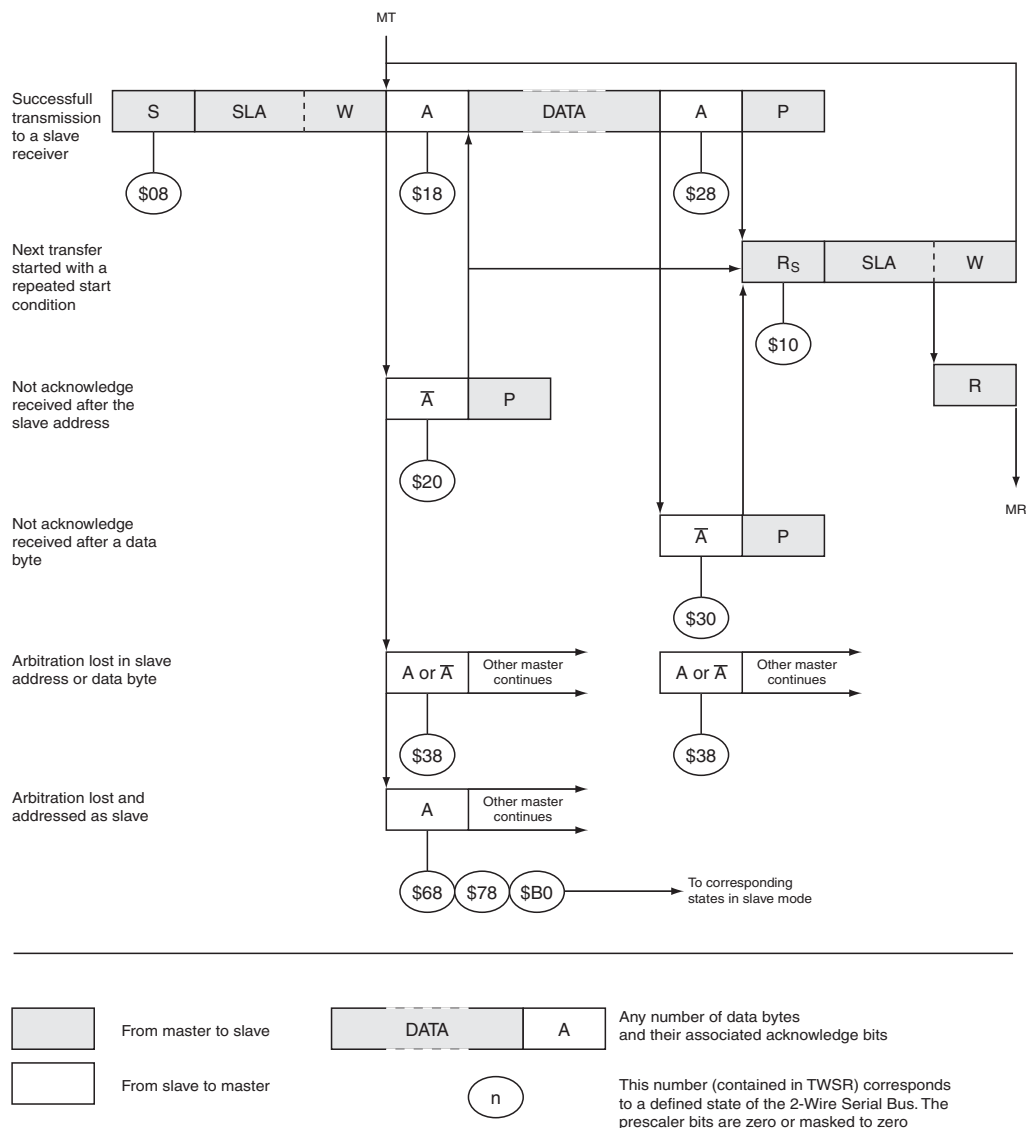 MT
Successfull
transmission
to a slave
receiver
S SLA W A DATA A P
$08 $18 $28
Next transfer
started with a
repeated start
condition
RS SLA W
$10
Not acknowledge
received after the
slave address
A̅ P
R
$20
MR
Not acknowledge
received after a data
byte
A̅ P
$30
Arbitration lost in slave
address or data byte
A or A̅ Other master
continues
A or A̅ Other master
continues
$38 $38
Arbitration lost and
addressed as slave
A Other master
continues
$68 $78 $B0
To corresponding
states in slave mode
From master to slave
DATA A
Any number of data bytes
and their associated acknowledge bits
From slave to master
n
This number (contained in TWSR) corresponds
to a defined state of the 2-Wire Serial Bus. The
prescaler bits are zero or masked to zero